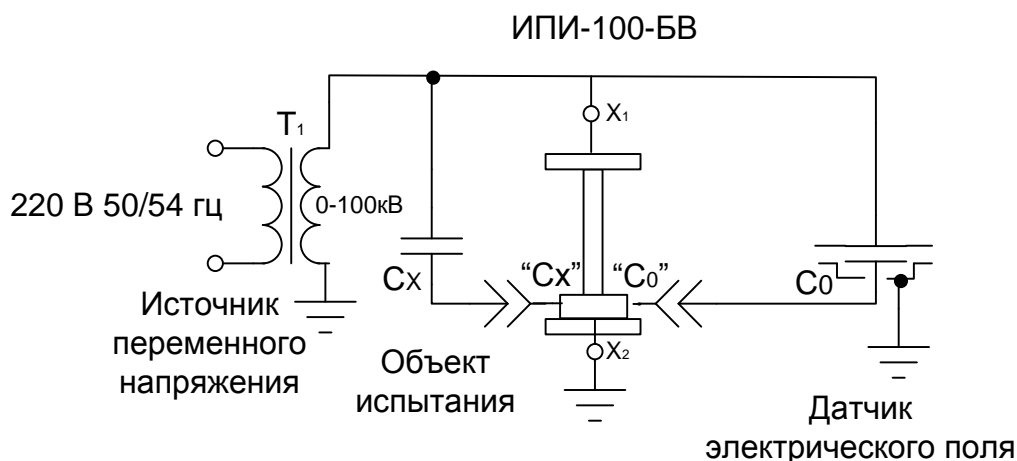 ИПИ-100-БВ
X₁
T₁
220 В 50/54 гц
0-100кВ
Cx
“Cx”
“C₀”
C₀
Источник
переменного
напряжения
Объект
испытания
X₂
Датчик
электрического поля